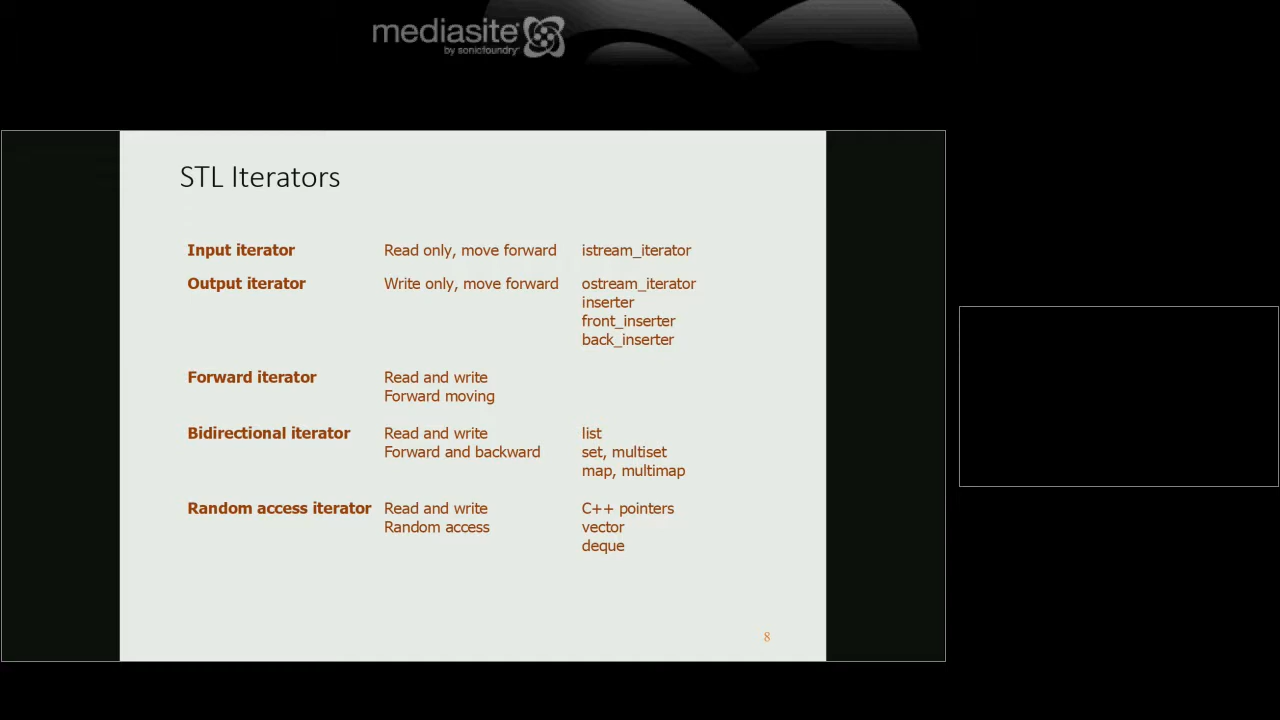 mediasite
by sonicfoundry
STL Iterators
Input iterator Read only, move forward istream_iterator
Output iterator Write only, move forward ostream_iterator
inserter
front_inserter
back_inserter
Forward iterator Read and write
Forward moving
Bidirectional iterator Read and write list
Forward and backward set, multiset
map, multimap
Random access iterator Read and write C++ pointers
Random access vector
deque
8